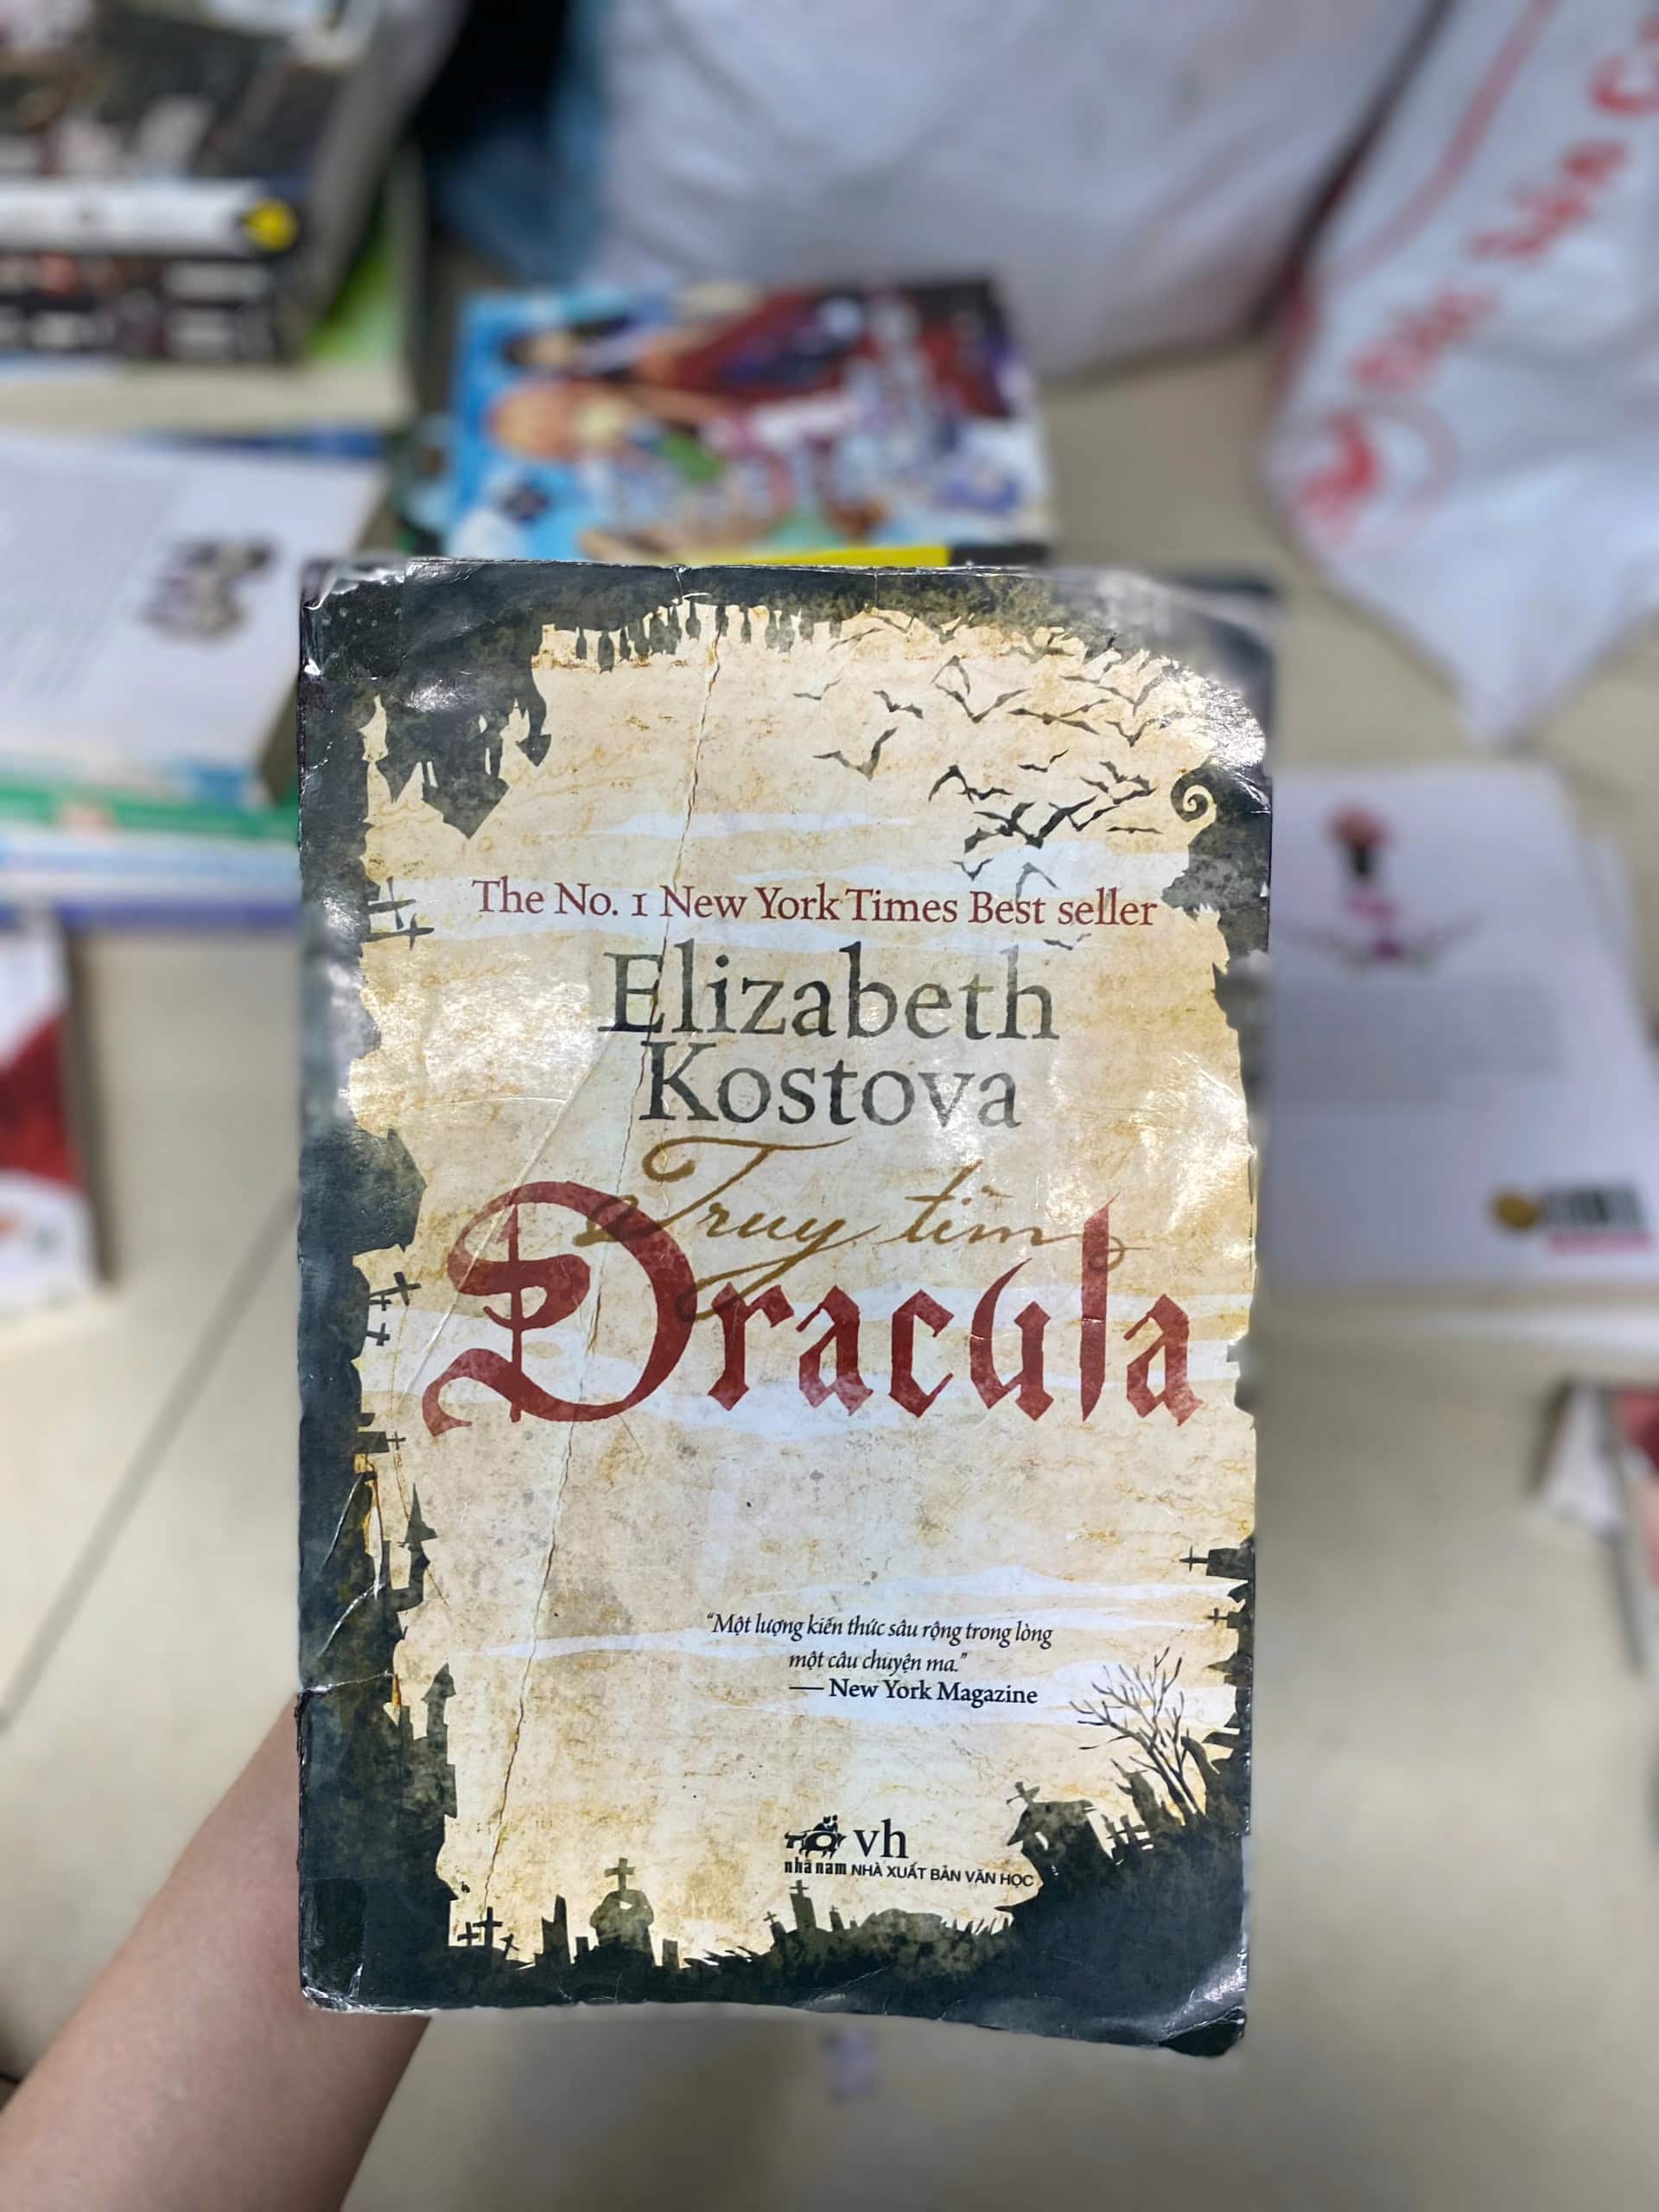 The No. 1 New York Times Best seller
Elizabeth
Kostova
Truy tìm
Dracula
“Một lượng kiến thức sâu rộng trong lòng
một câu chuyện ma.”
— New York Magazine
vh
nhã nam NHÀ XUẤT BẢN VĂN HỌC